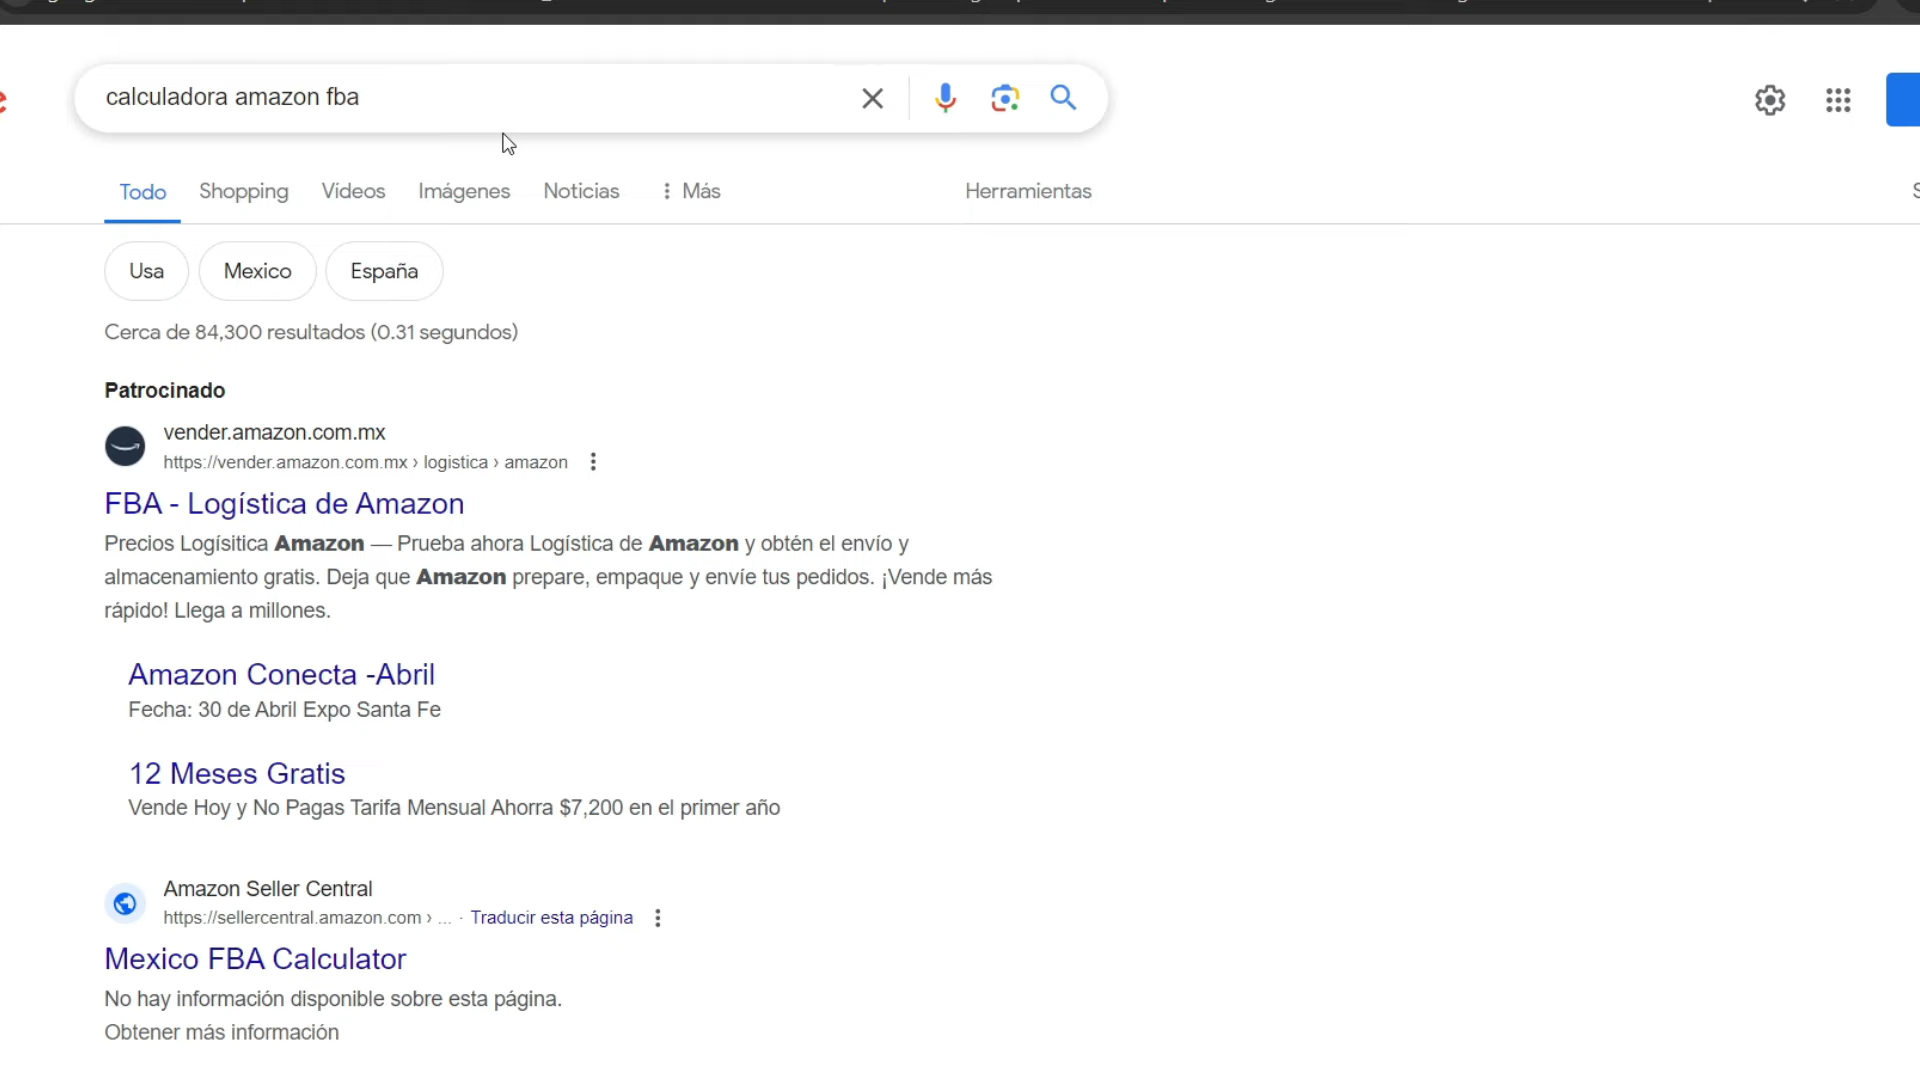 calculadora amazon fba
Todo
Shopping
Vídeos
Imágenes
Noticias
Más
Herramientas
Usa
Mexico
España
Cerca de 84,300 resultados (0.31 segundos)
Patrocinado
vender.amazon.com.mx
https://vender.amazon.com.mx › logistica › amazon
FBA - Logística de Amazon
Precios Logísitica Amazon — Prueba ahora Logística de Amazon y obtén el envío y
almacenamiento gratis. Deja que Amazon prepare, empaque y envíe tus pedidos. ¡Vende más
rápido! Llega a millones.
Amazon Conecta -Abril
Fecha: 30 de Abril Expo Santa Fe
12 Meses Gratis
Vende Hoy y No Pagas Tarifa Mensual Ahorra $7,200 en el primer año
Amazon Seller Central
https://sellercentral.amazon.com › ... · Traducir esta página
Mexico FBA Calculator
No hay información disponible sobre esta página.
Obtener más información